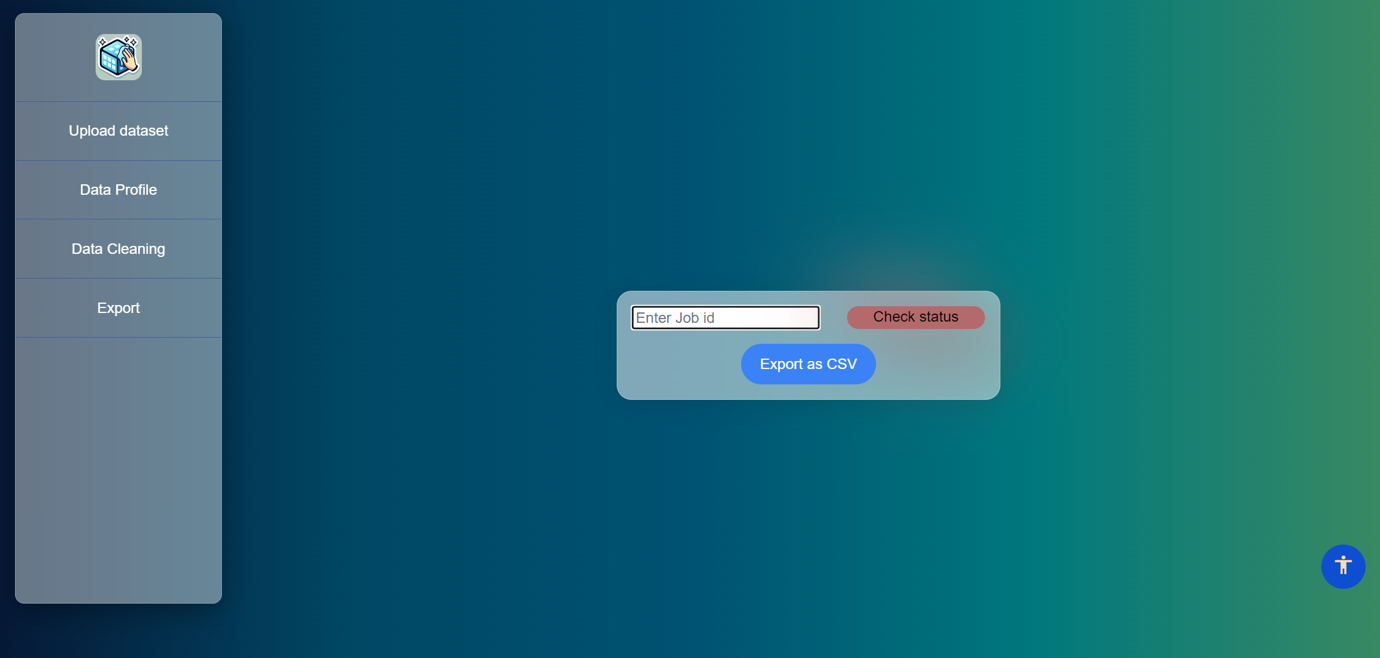 Upload dataset
Data Profile
Data Cleaning
Export
Enter Job id
Check status
Export as CSV